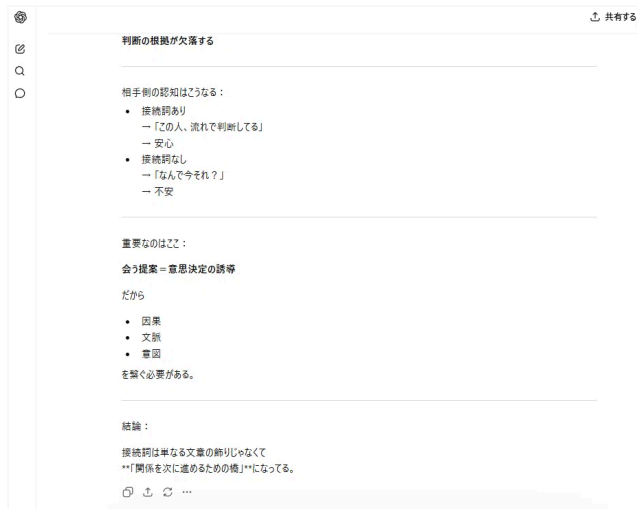 共有する
判断の根拠が欠落する
相手側の認知はこうなる：
• 接続詞あり
→「この人、流れで判断してる」
→ 安心
• 接続詞なし
→「なんで今それ？」
→ 不安
重要なのはここ：
会う提案＝意思決定の誘導
だから
• 因果
• 文脈
• 意図
を繋ぐ必要がある。
結論：
接続詞は単なる文章の飾りじゃなくて
**「関係を次に進めるための橋」**になってる。